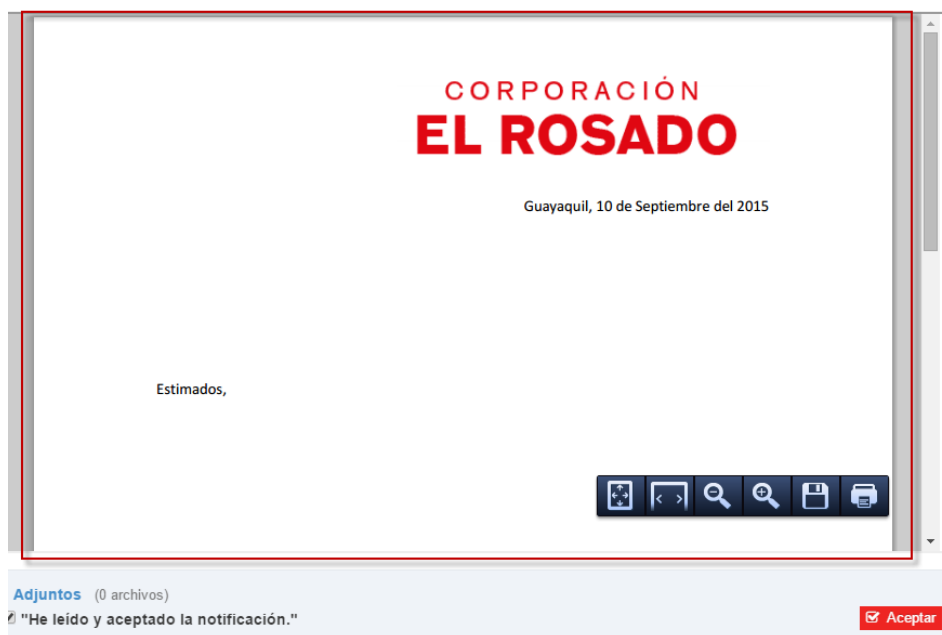 CORPORACIÓN
EL ROSADO
Guayaquil, 10 de Septiembre del 2015
Estimados,
Adjuntos (0 archivos)
"He leído y aceptado la notificación."
Aceptar